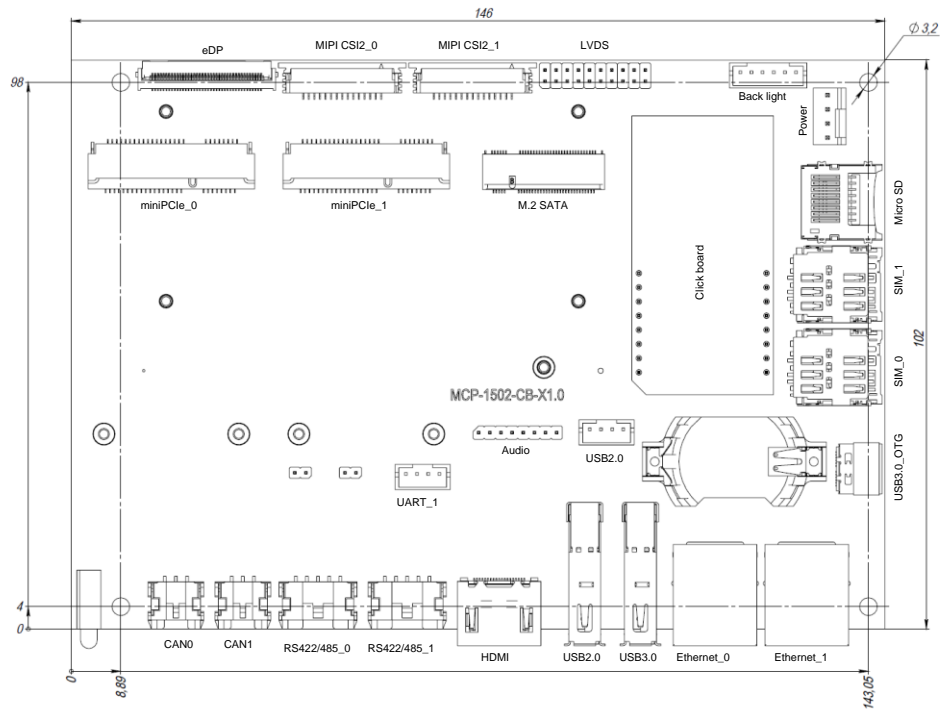 146
Ø 3,2
eDP
MIPI CSI2_0
MIPI CSI2_1
LVDS
98
Back light
Power
miniPCIe_0
miniPCIe_1
M.2 SATA
Micro SD
Click board
SIM_1
102
SIM_0
MCP-1502-CB-X1.0
Audio
USB2.0
USB3.0_OTG
UART_1
4
0
CAN0
CAN1
RS422/485_0
RS422/485_1
HDMI
USB2.0
USB3.0
Ethernet_0
Ethernet_1
0
8,89
143,05